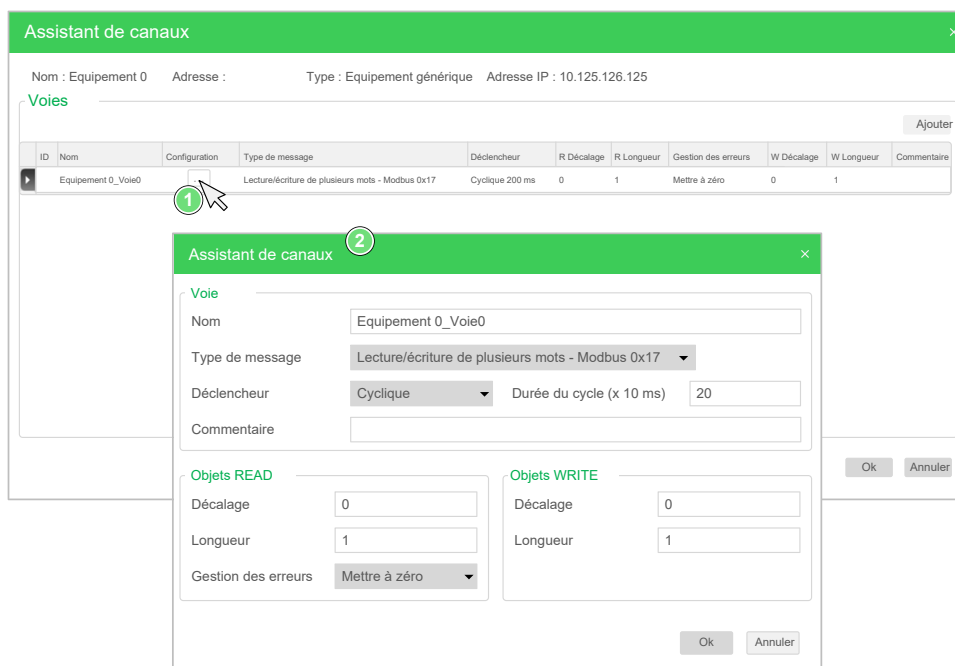 Assistant de canaux ×
Nom : Equipement 0 Adresse : Type : Equipement générique Adresse IP : 10.125.126.125
Voies
Ajouter
ID Nom Configuration Type de message Déclencheur R Décalage R Longueur Gestion des erreurs W Décalage W Longueur Commentaire
Equipement 0_Voie0 Lecture/écriture de plusieurs mots - Modbus 0x17 Cyclique 200 ms 0 1 Mettre à zéro 0 1
1
2
Assistant de canaux ×
Voie
Nom Equipement 0_Voie0
Type de message Lecture/écriture de plusieurs mots - Modbus 0x17
Déclencheur Cyclique Durée du cycle (x 10 ms) 20
Commentaire
Objets READ Objets WRITE
Décalage 0 Décalage 0
Longueur 1 Longueur 1
Gestion des erreurs Mettre à zéro
Ok Annuler
Ok Annuler